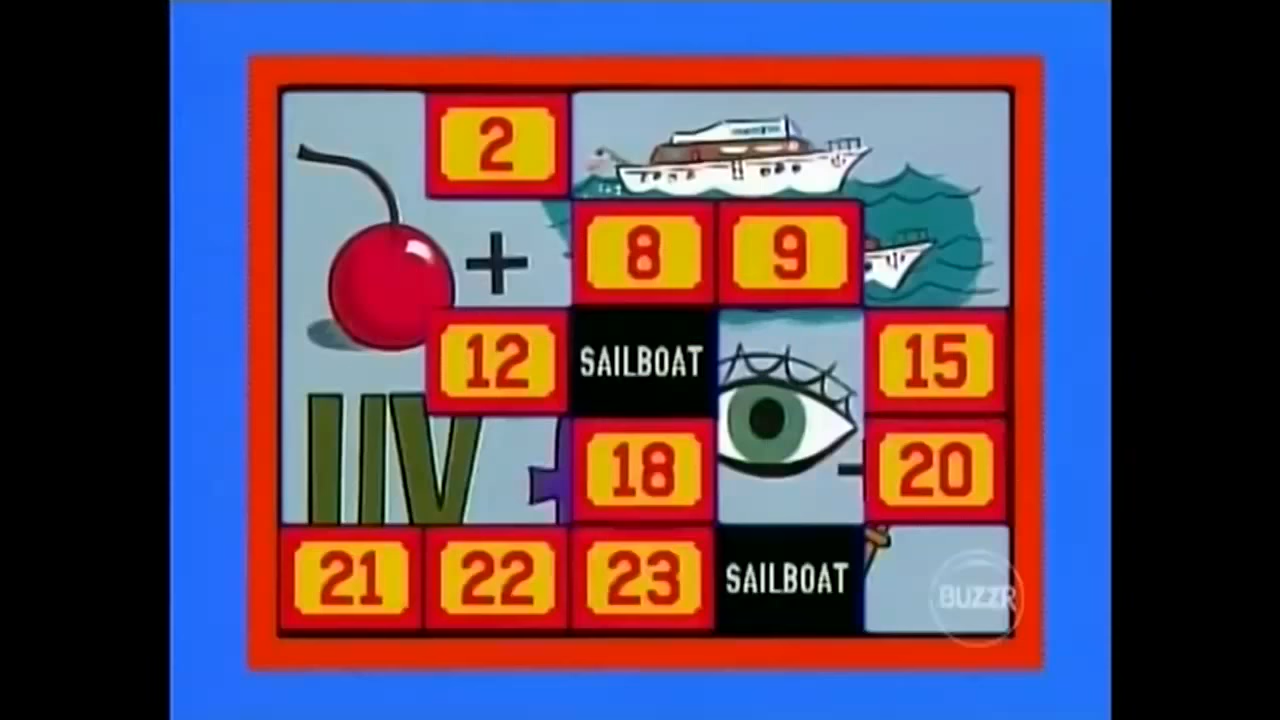 2
+
8 9
12 SAILBOAT 15
18 - 20
21 22 23 SAILBOAT
BUZZR